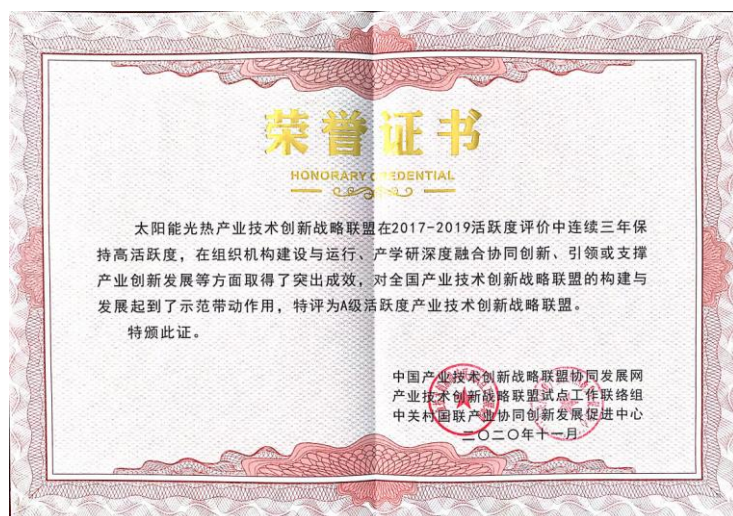 荣誉证书
HONORARY CREDENTIAL
太阳能光热产业技术创新战略联盟在2017-2019活跃度评价中连续三年保
持高活跃度，在组织机构建设与运行、产学研深度融合协同创新、引领或支撑
产业创新发展等方面取得了突出成效，对全国产业技术创新战略联盟的构建与
发展起到了示范带动作用，特评为A级活跃度产业技术创新战略联盟。
特颁此证。
中国产业技术创新战略联盟协同发展网
产业技术创新战略联盟试点工作联络组
中关村国联产业协同创新发展促进中心
二〇二〇年十一月